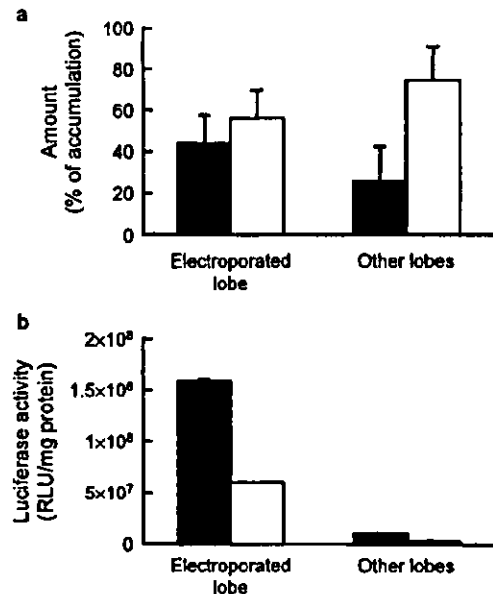 a
Amount
(% of accumulation)
100
80
60
40
20
0
Electroporated
lobe
Other lobes
b
Luciferase activity
(RLU/mg protein)
2×10⁸
1.5×10⁸
1×10⁸
5×10⁷
0
Electroporated
lobe
Other lobes